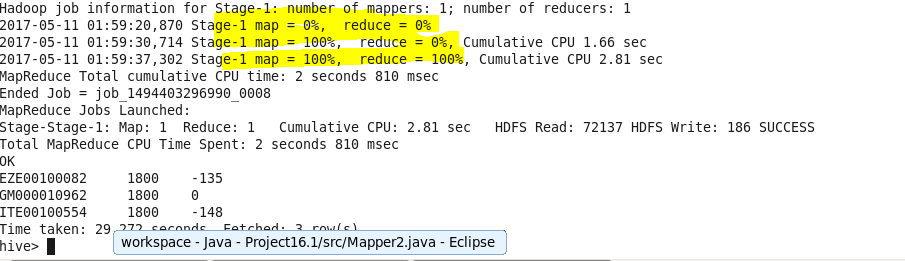 Hadoop job information for Stage-1: number of mappers: 1; number of reducers: 1
2017-05-11 01:59:20,870 Stage-1 map = 0%,  reduce = 0%
2017-05-11 01:59:30,714 Stage-1 map = 100%,  reduce = 0%, Cumulative CPU 1.66 sec
2017-05-11 01:59:37,302 Stage-1 map = 100%,  reduce = 100%, Cumulative CPU 2.81 sec
MapReduce Total cumulative CPU time: 2 seconds 810 msec
Ended Job = job_1494403296990_0008
MapReduce Jobs Launched:
Stage-Stage-1: Map: 1  Reduce: 1   Cumulative CPU: 2.81 sec   HDFS Read: 72137 HDFS Write: 186 SUCCESS
Total MapReduce CPU Time Spent: 2 seconds 810 msec
OK
EZE00100082     1800    -135
GM000010962     1800    0
ITE00100554     1800    -148
Time taken: 29.272 seconds, Fetched: 3 row(s)
hive>
workspace - Java - Project16.1/src/Mapper2.java - Eclipse